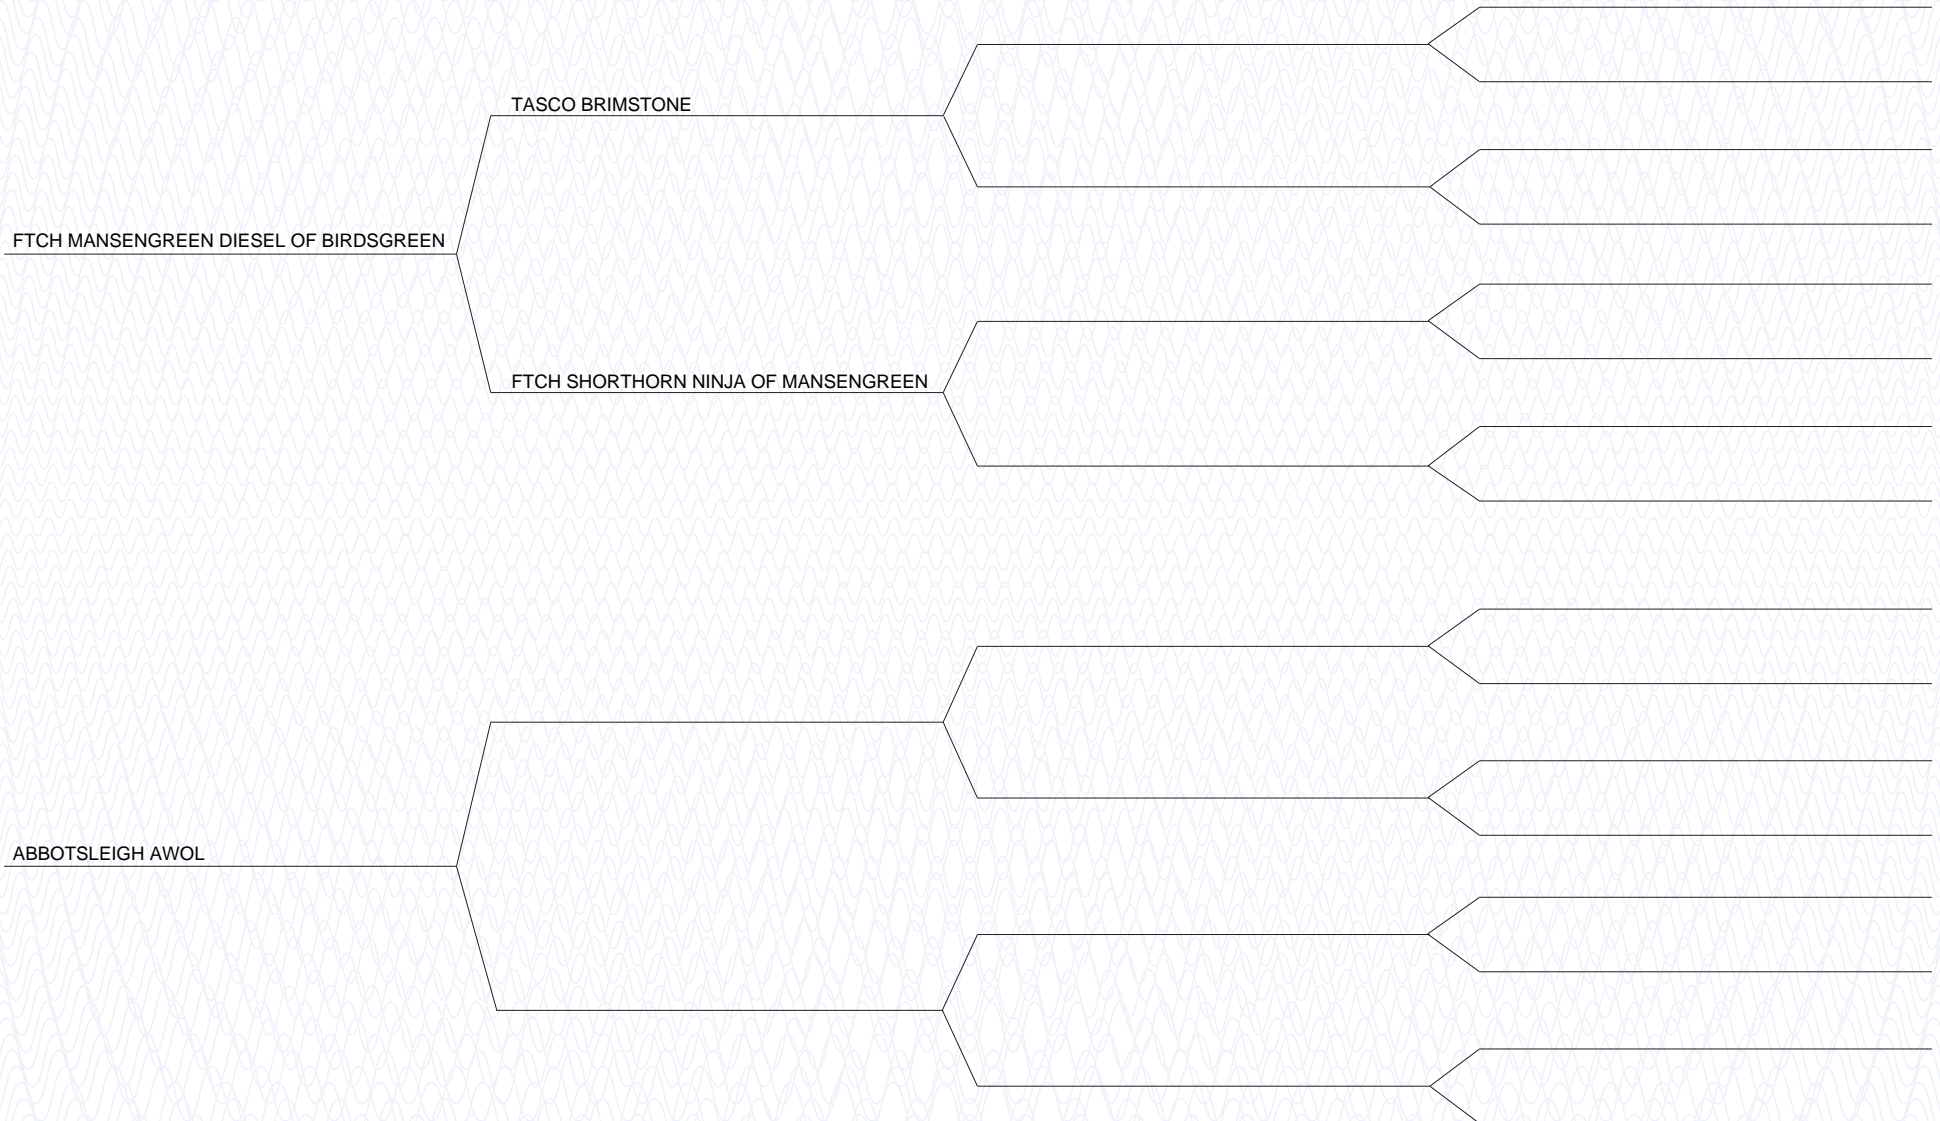 TASCO BRIMSTONE
FTCH MANSENGREEN DIESEL OF BIRDSGREEN
FTCH SHORTHORN NINJA OF MANSENGREEN
ABBOTSLEIGH AWOL